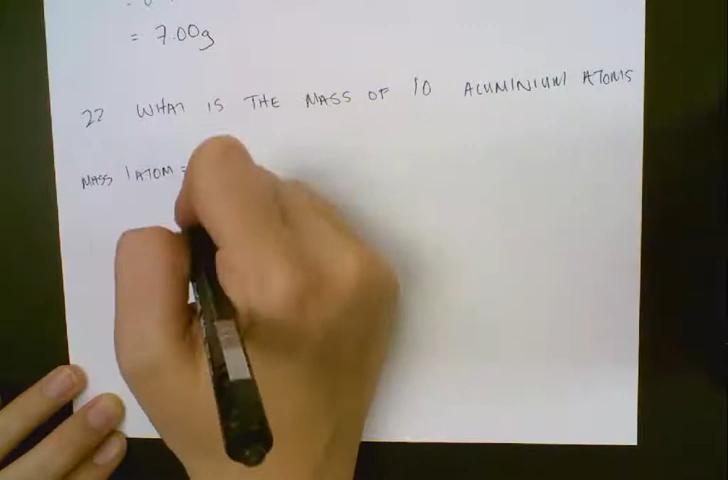 = 7.00g
22 WHAT IS THE MASS OF 10 ALUMINIUM ATOMS
MASS 1 ATOM =